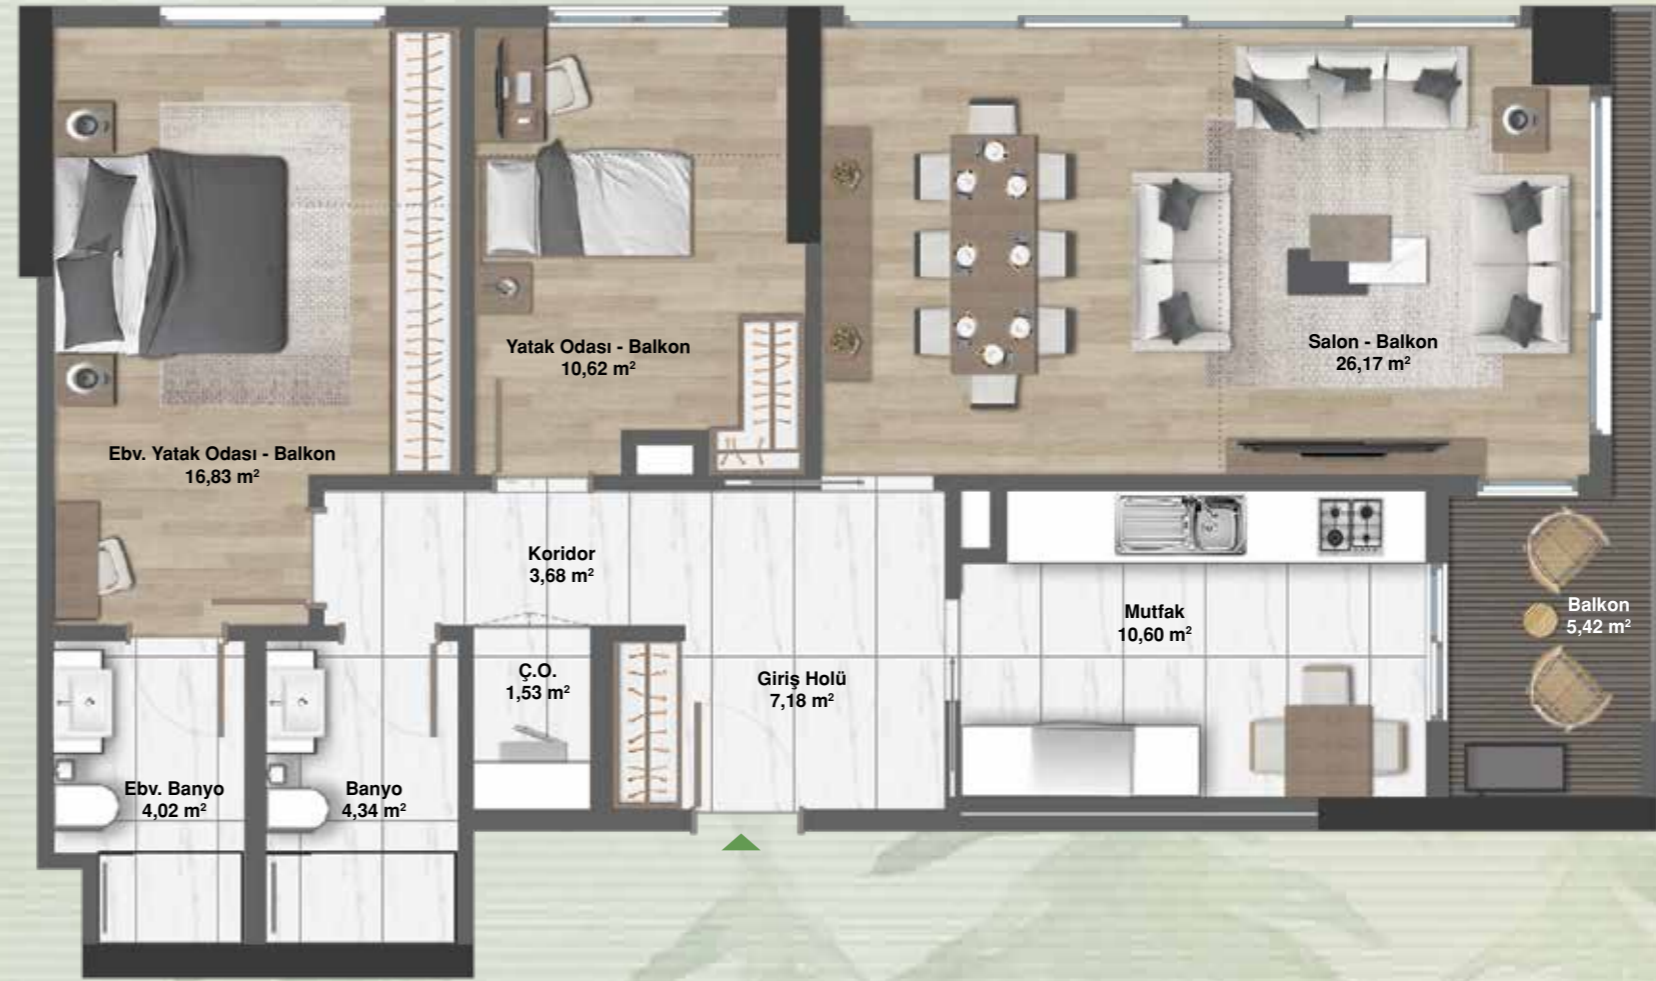 Yatak Odası - Balkon
10,62 m²
Salon - Balkon
26,17 m²
Ebv. Yatak Odası - Balkon
16,83 m²
Koridor
3,68 m²
Mutfak
10,60 m²
Balkon
5,42 m²
Ç.O.
1,53 m²
Giriş Holü
7,18 m²
Ebv. Banyo
4,02 m²
Banyo
4,34 m²